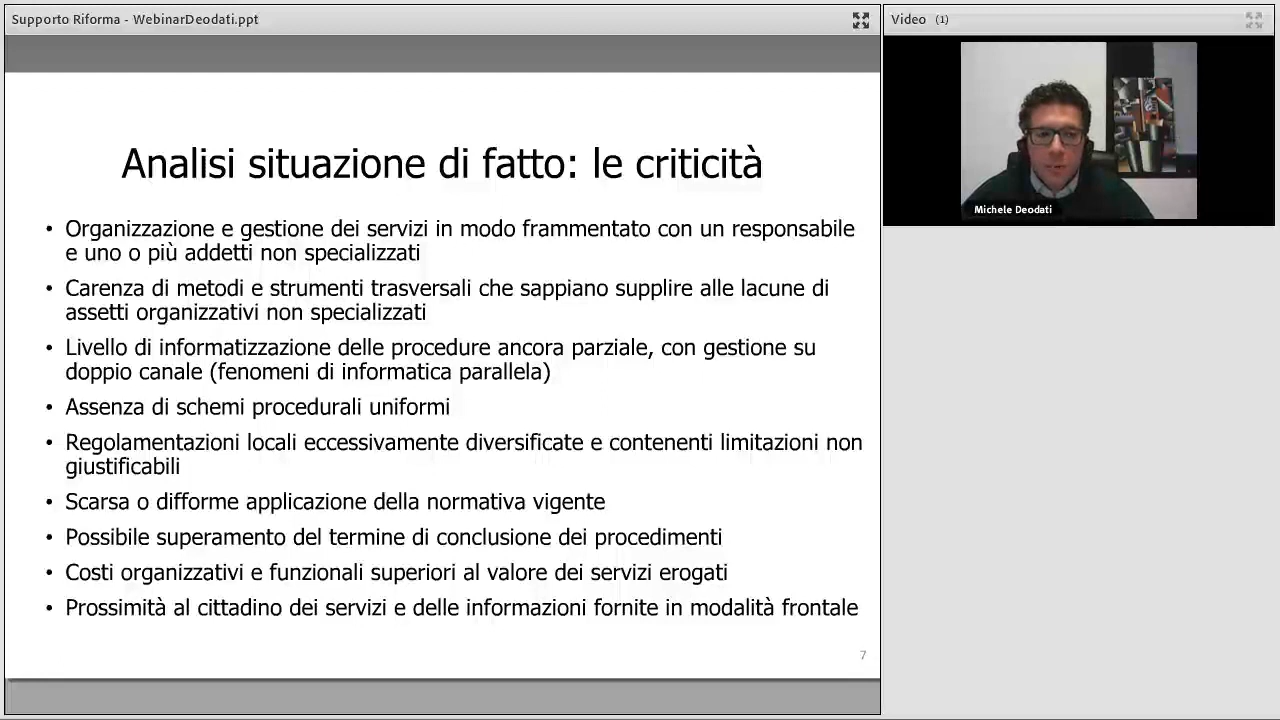 Supporto Riforma - WebinarDeodati.ppt
Video (1)
Michele Deodati
Analisi situazione di fatto: le criticità
• Organizzazione e gestione dei servizi in modo frammentato con un responsabile
e uno o più addetti non specializzati
• Carenza di metodi e strumenti trasversali che sappiano supplire alle lacune di
assetti organizzativi non specializzati
• Livello di informatizzazione delle procedure ancora parziale, con gestione su
doppio canale (fenomeni di informatica parallela)
• Assenza di schemi procedurali uniformi
• Regolamentazioni locali eccessivamente diversificate e contenenti limitazioni non
giustificabili
• Scarsa o difforme applicazione della normativa vigente
• Possibile superamento del termine di conclusione dei procedimenti
• Costi organizzativi e funzionali superiori al valore dei servizi erogati
• Prossimità al cittadino dei servizi e delle informazioni fornite in modalità frontale
7